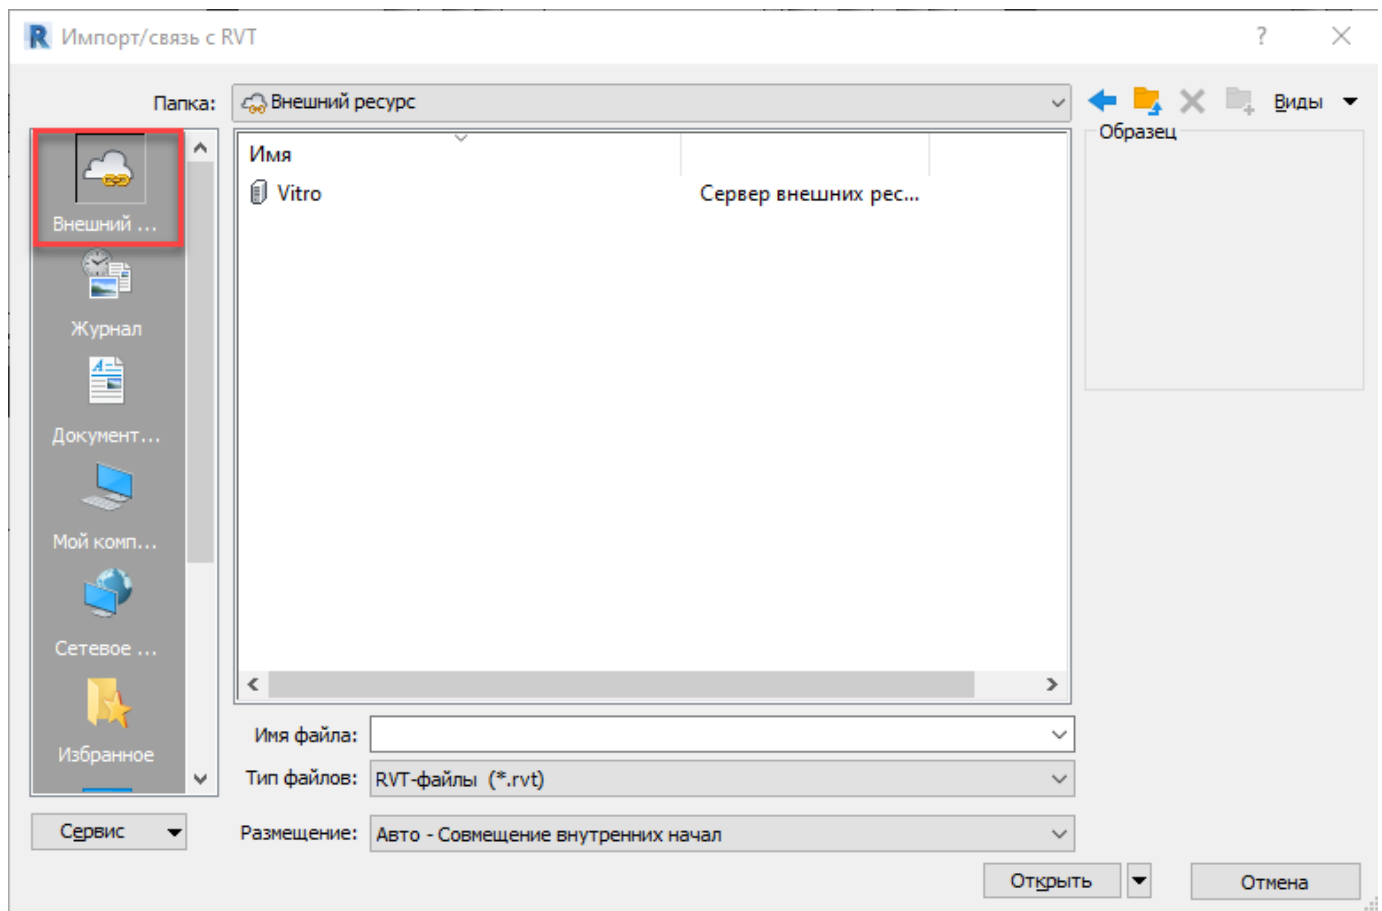 Импорт/связь с RVT
Папка:
Внешний ресурс
Виды
Внешний ...
Журнал
Документ...
Мой комп...
Сетевое ...
Избранное
Имя
Vitro
Сервер внешних рес...
Образец
Имя файла:
Тип файлов:
RVT-файлы (*.rvt)
Сервис
Размещение:
Авто - Совмещение внутренних начал
Открыть
Отмена